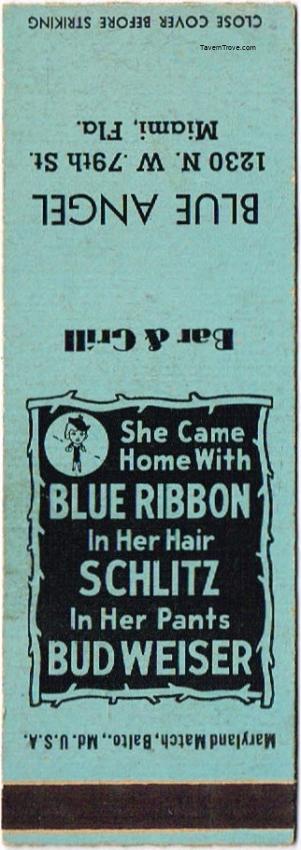 CLOSE COVER BEFORE STRIKING
TavernTrove.com
BLUE ANGEL
1230 N. W. 79th St.
Miami, Fla.
Bar & Grill
She Came
Home With
BLUE RIBBON
In Her Hair
SCHLITZ
In Her Pants
BUDWEISER
Maryland Match, Balto., Md. U.S.A.